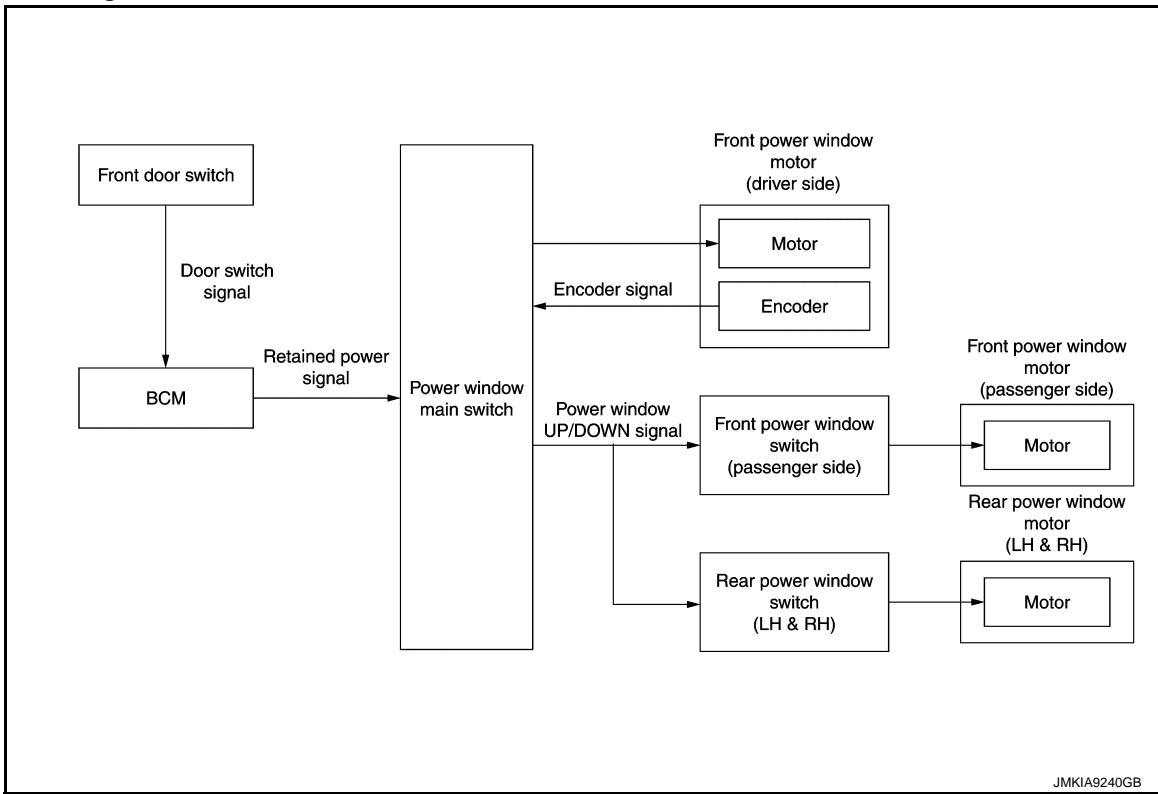 Front door switch
Door switch
signal
BCM
Retained power
signal
Power window
main switch
Front power window
motor
(driver side)
Motor
Encoder signal
Encoder
Power window
UP/DOWN signal
Front power window
switch
(passenger side)
Front power window
motor
(passenger side)
Motor
Rear power window
switch
(LH & RH)
Rear power window
motor
(LH & RH)
Motor
JMKIA9240GB